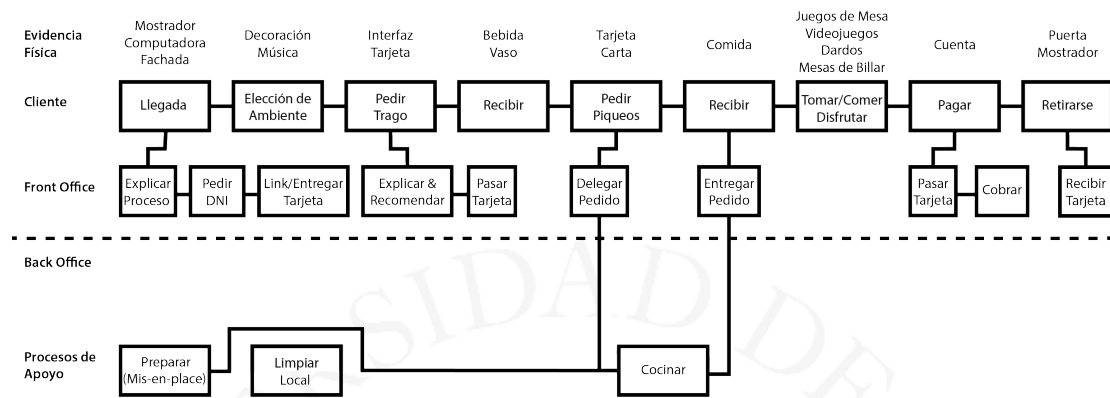 Evidencia
Física
Mostrador
Computadora
Fachada
Decoración
Música
Interfaz
Tarjeta
Bebida
Vaso
Tarjeta
Carta
Comida
Juegos de Mesa
Videojuegos
Dardos
Mesas de Billar
Cuenta
Puerta
Mostrador
Cliente
Llegada
Elección de
Ambiente
Pedir
Trago
Recibir
Pedir
Piqueos
Recibir
Tomar/Comer
Disfrutar
Pagar
Retirarse
Front Office
Explicar
Proceso
Pedir
DNI
Link/Entregar
Tarjeta
Explicar &
Recomendar
Pasar
Tarjeta
Delegar
Pedido
Entregar
Pedido
Pasar
Tarjeta
Cobrar
Recibir
Tarjeta
Back Office
Procesos de
Apoyo
Preparar
(Mis-en-place)
Limpiar
Local
Cocinar
RSIDAD DE